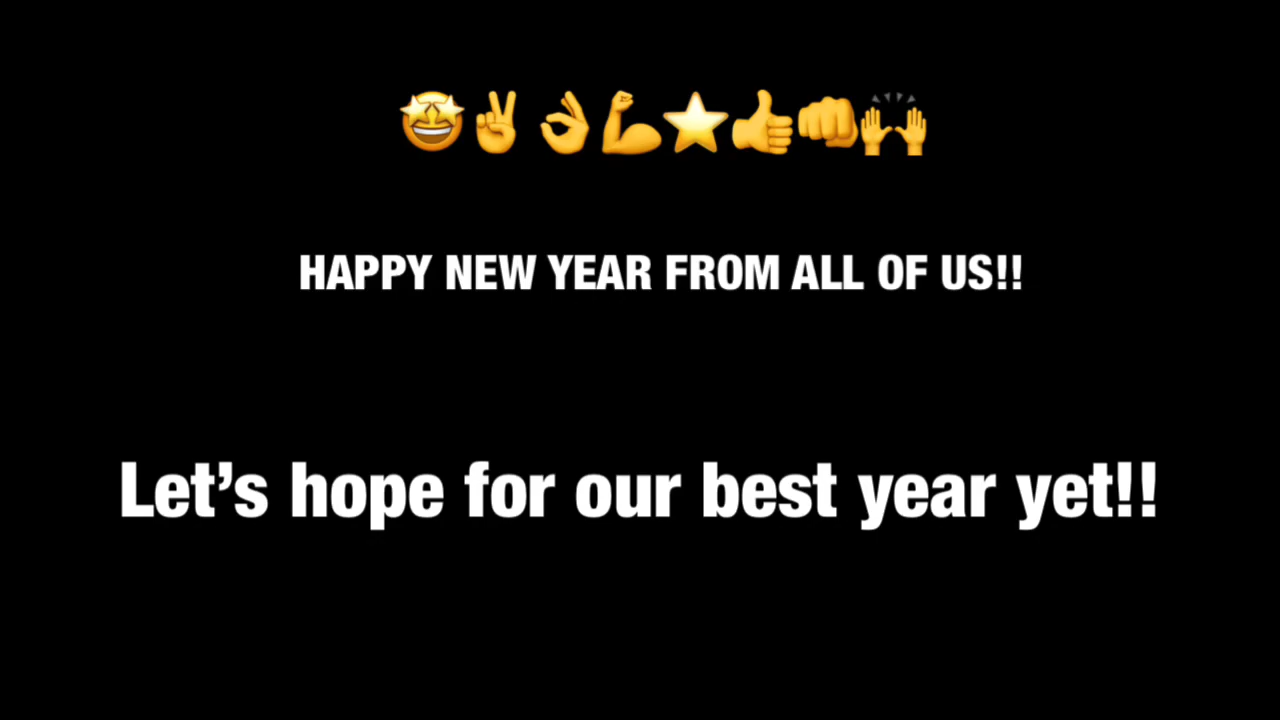 🤩✌️👌💪⭐👍👊🙌
HAPPY NEW YEAR FROM ALL OF US!!
Let’s hope for our best year yet!!